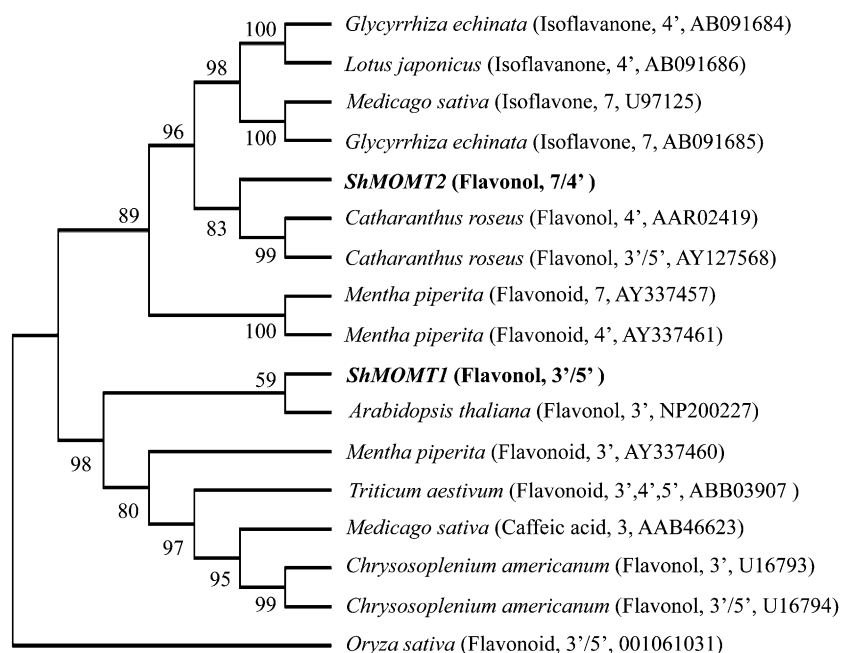 100
Glycyrrhiza echinata (Isoflavanone, 4’, AB091684)
98
Lotus japonicus (Isoflavanone, 4’, AB091686)
Medicago sativa (Isoflavone, 7, U97125)
96
100
Glycyrrhiza echinata (Isoflavone, 7, AB091685)
ShMOMT2 (Flavonol, 7/4’ )
89
83
Catharanthus roseus (Flavonol, 4’, AAR02419)
99
Catharanthus roseus (Flavonol, 3’/5’, AY127568)
Mentha piperita (Flavonoid, 7, AY337457)
100
Mentha piperita (Flavonoid, 4’, AY337461)
59
ShMOMT1 (Flavonol, 3’/5’ )
Arabidopsis thaliana (Flavonol, 3’, NP200227)
98
Mentha piperita (Flavonoid, 3’, AY337460)
80
Triticum aestivum (Flavonoid, 3’,4’,5’, ABB03907 )
97
Medicago sativa (Caffeic acid, 3, AAB46623)
95
Chrysosoplenium americanum (Flavonol, 3’, U16793)
99
Chrysosoplenium americanum (Flavonol, 3’/5’, U16794)
Oryza sativa (Flavonoid, 3’/5’, 001061031)